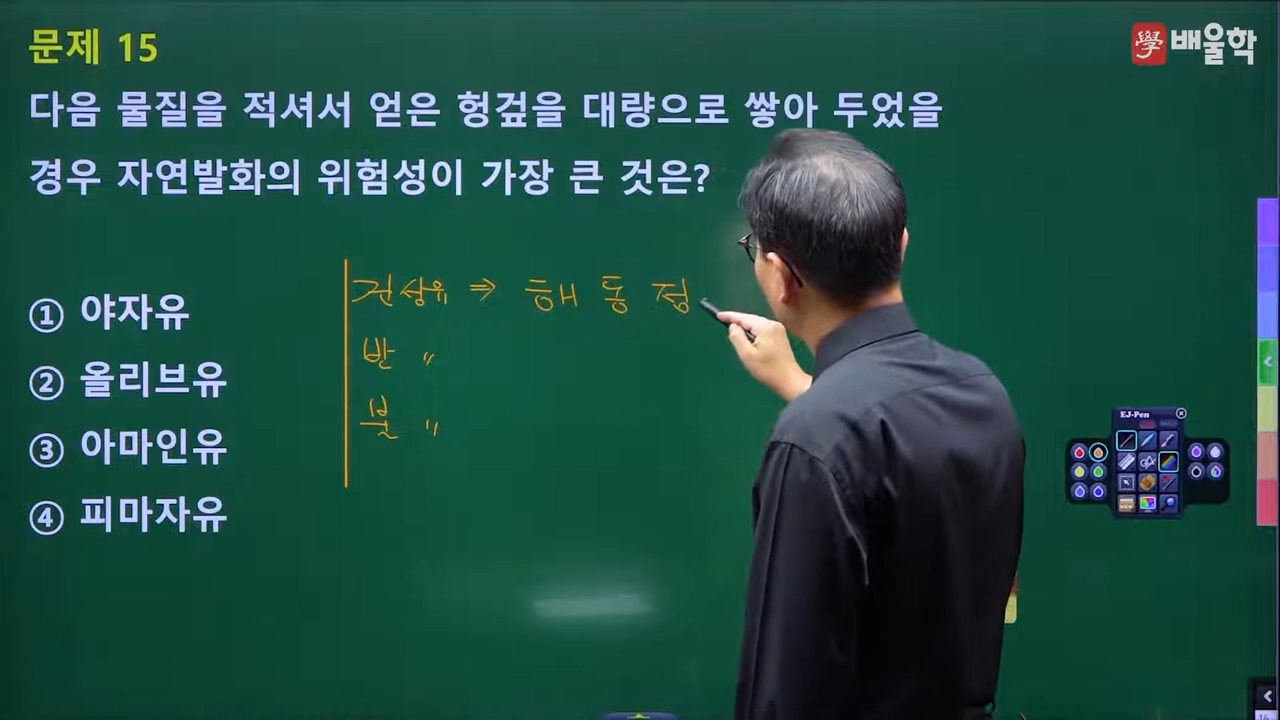 문제 15
學 배울학
다음 물질을 적셔서 얻은 헝겊을 대량으로 쌓아 두었을
경우 자연발화의 위험성이 가장 큰 것은?
① 야자유
② 올리브유
③ 아마인유
④ 피마자유
건성유 ⇒ 해 동 정
반 〃
불 〃
EJ-Pen